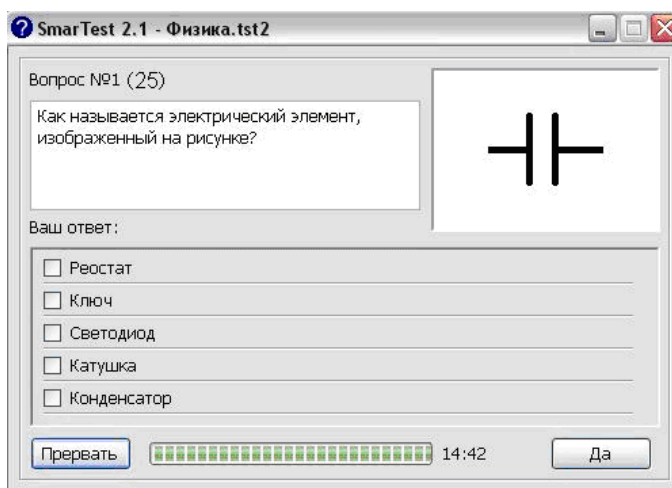 SmarTest 2.1 - Физика.tst2
Вопрос №1 (25)
Как называется электрический элемент,
изображенный на рисунке?
Ваш ответ:
Реостат
Ключ
Светодиод
Катушка
Конденсатор
Прервать
14:42
Да